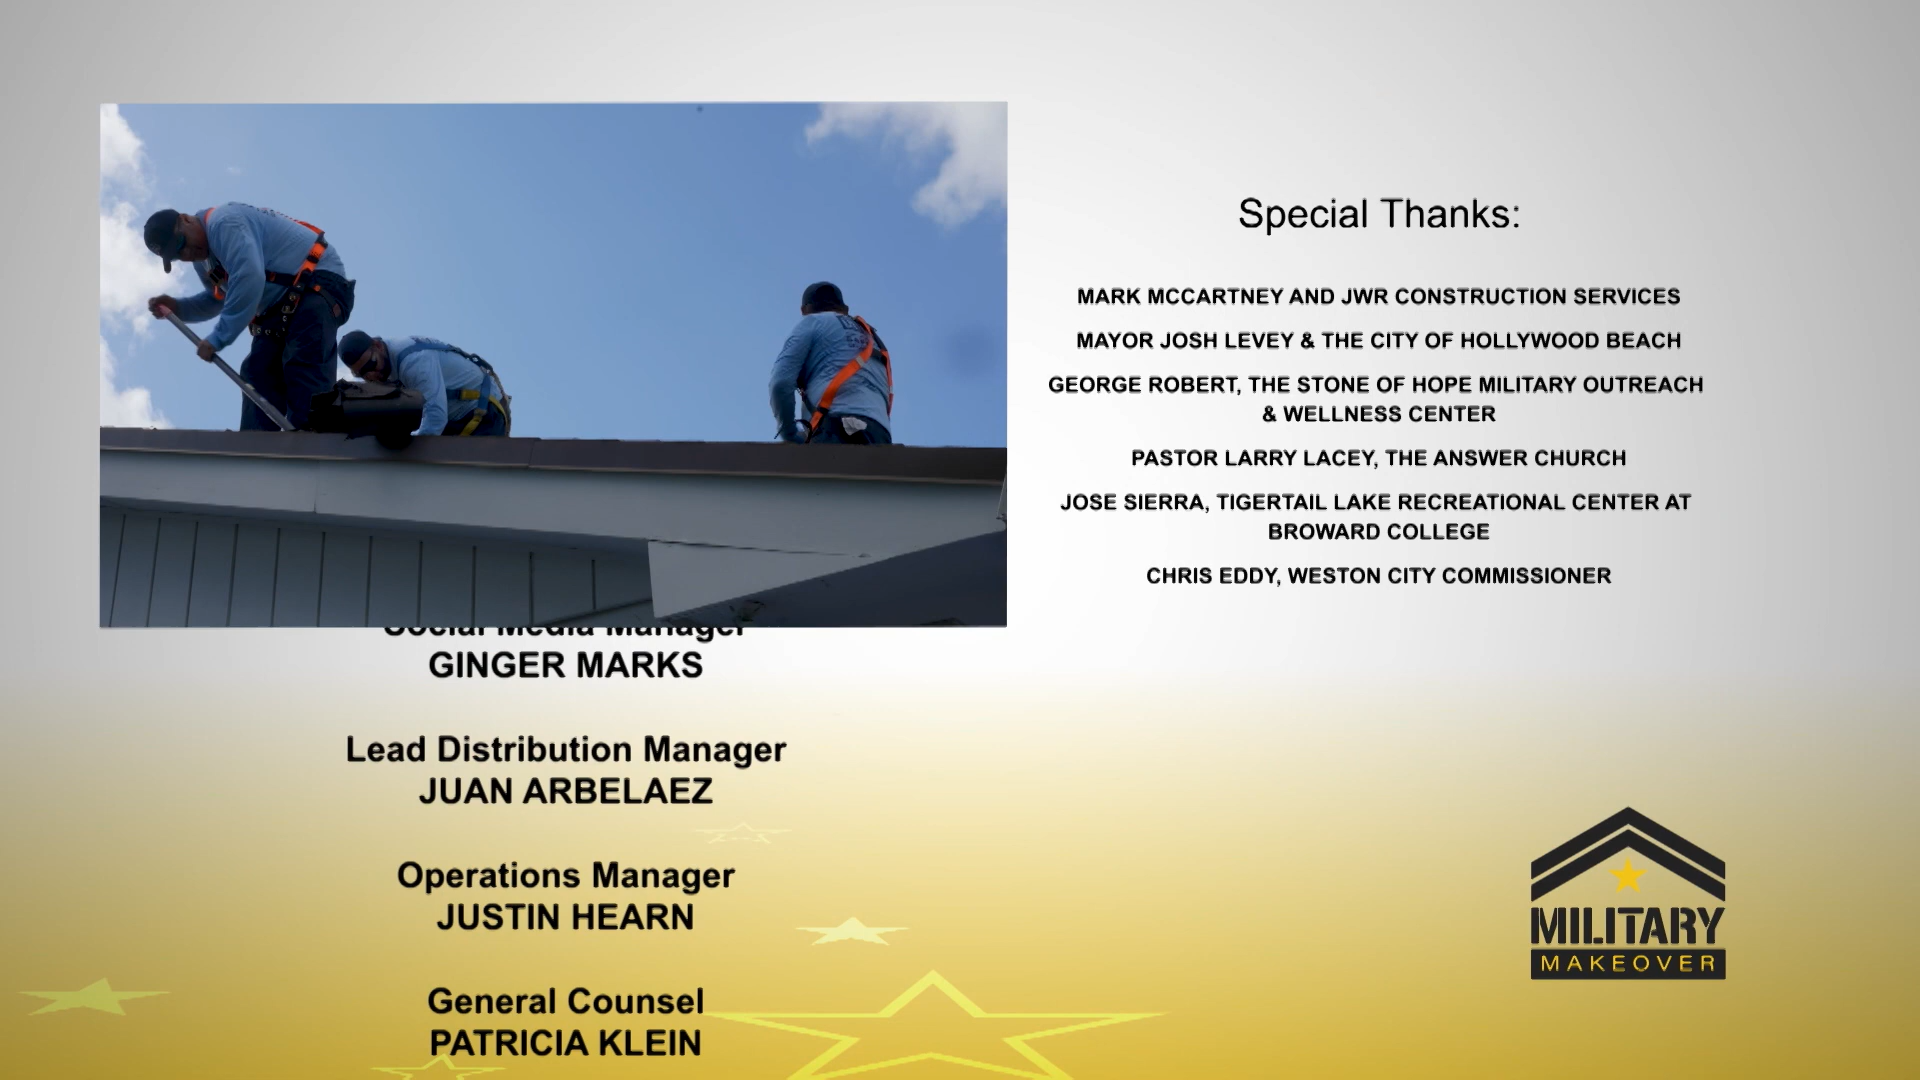 Special Thanks:
MARK MCCARTNEY AND JWR CONSTRUCTION SERVICES
MAYOR JOSH LEVEY & THE CITY OF HOLLYWOOD BEACH
GEORGE ROBERT, THE STONE OF HOPE MILITARY OUTREACH
& WELLNESS CENTER
PASTOR LARRY LACEY, THE ANSWER CHURCH
JOSE SIERRA, TIGERTAIL LAKE RECREATIONAL CENTER AT
BROWARD COLLEGE
CHRIS EDDY, WESTON CITY COMMISSIONER
Social Media Manager
GINGER MARKS
Lead Distribution Manager
JUAN ARBELAEZ
Operations Manager
JUSTIN HEARN
General Counsel
PATRICIA KLEIN
MILITARY
MAKEOVER